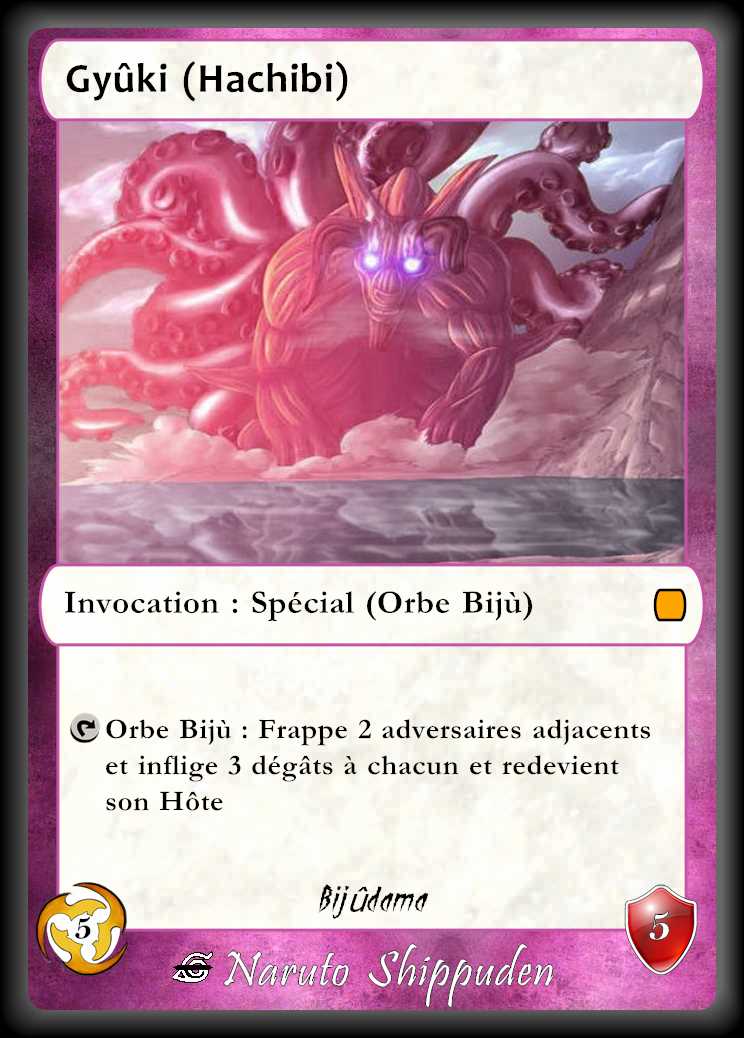 Gyûki (Hachibi)
Invocation : Spécial (Orbe Bijù)
Orbe Bijù : Frappe 2 adversaires adjacents
et inflige 3 dégâts à chacun et redevient
son Hôte
Bijûdama
5
5
Naruto Shippuden